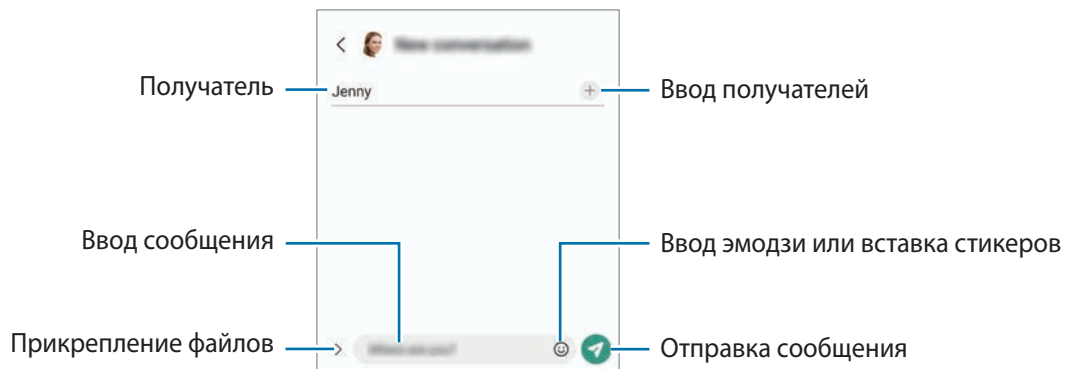 Получатель
Jenny
Ввод получателей
Ввод сообщения
Ввод эмодзи или вставка стикеров
Прикрепление файлов
Отправка сообщения